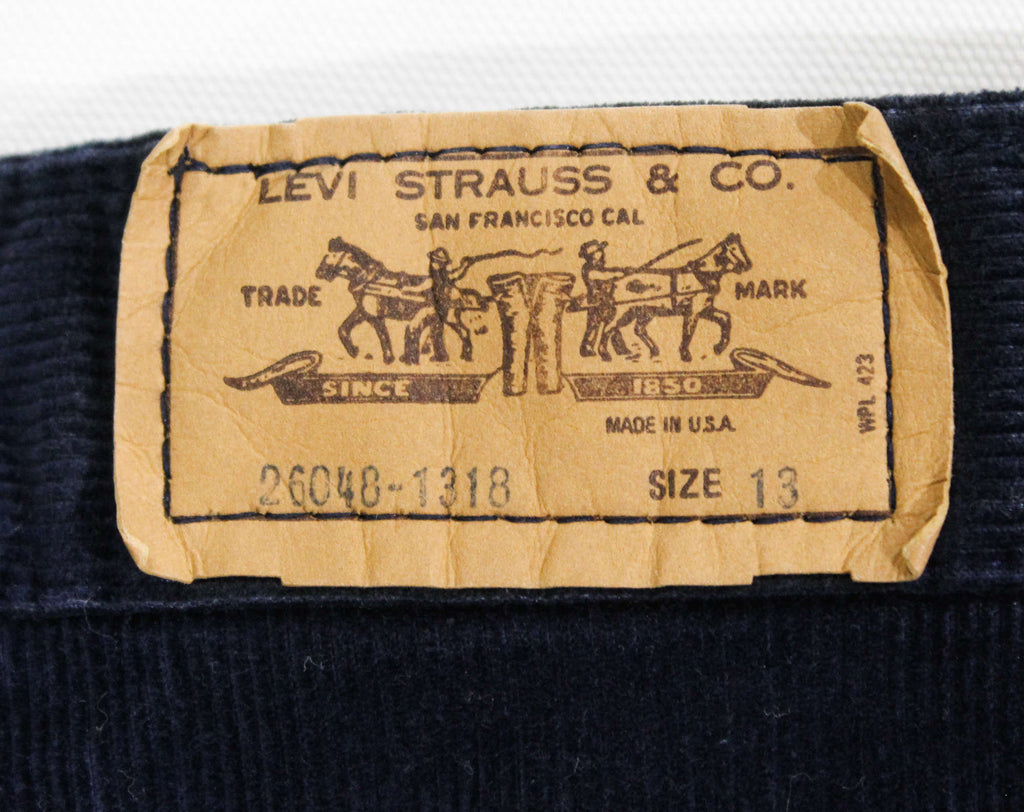 LEVI STRAUSS & CO.
SAN FRANCISCO CAL
TRADE MARK
SINCE 1850
MADE IN U.S.A.
WPL 423
26048-1318 SIZE 13